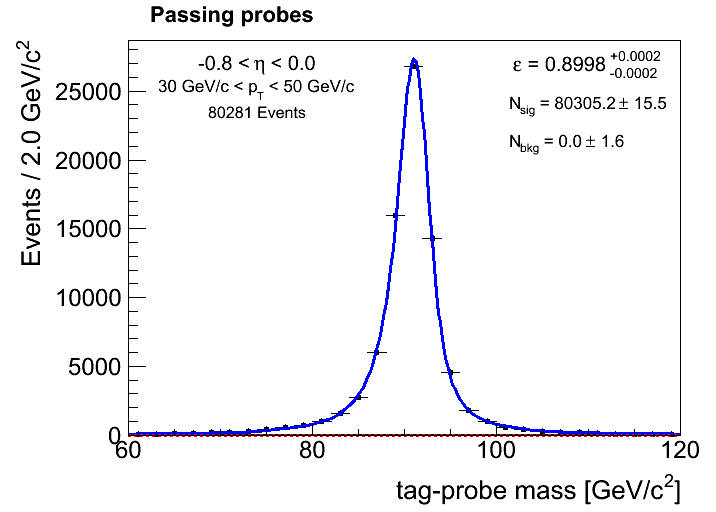 Passing probes
-0.8 < η < 0.0
30 GeV/c < p_T < 50 GeV/c
80281 Events
ε = 0.8998 +0.0002 -0.0002
N_sig = 80305.2 ± 15.5
N_bkg = 0.0 ± 1.6
Events / 2.0 GeV/c²
25000
20000
15000
10000
5000
0
60 80 100 120
tag-probe mass [GeV/c²]